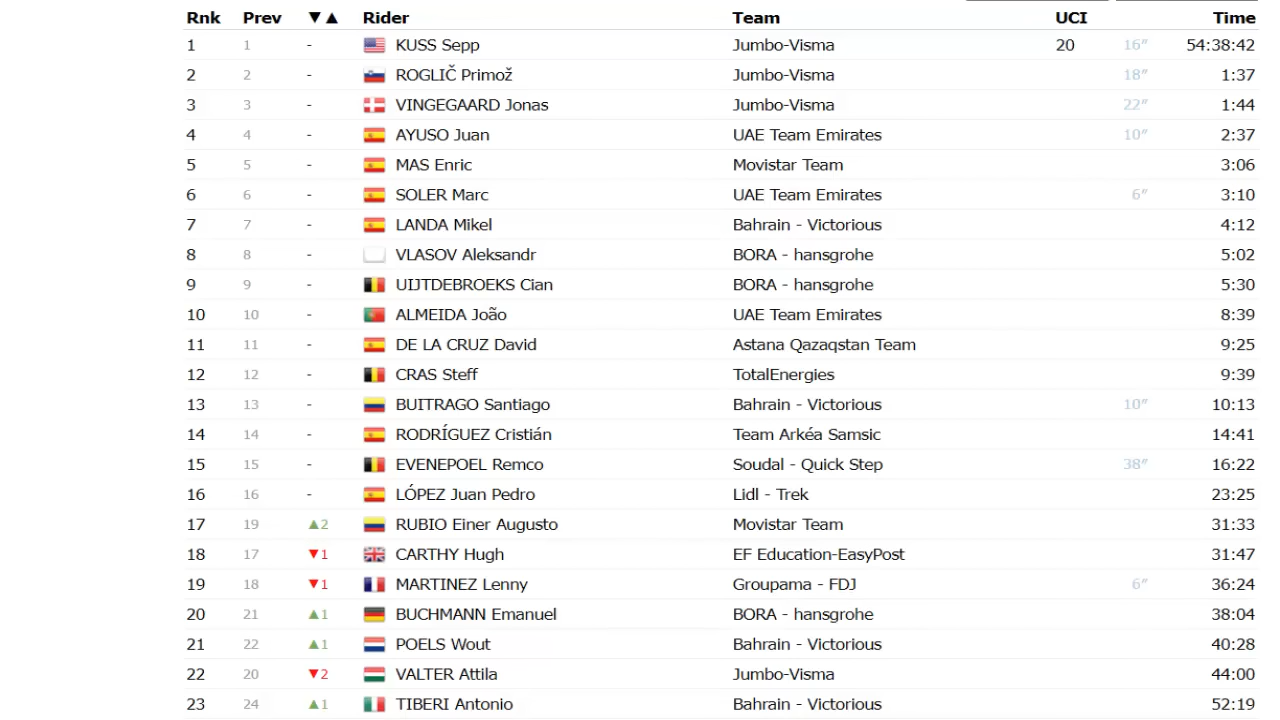 Rnk Prev ▼▲ Rider Team UCI Time
1 1 - KUSS Sepp Jumbo-Visma 20 16″ 54:38:42
2 2 - ROGLIČ Primož Jumbo-Visma 18″ 1:37
3 3 - VINGEGAARD Jonas Jumbo-Visma 22″ 1:44
4 4 - AYUSO Juan UAE Team Emirates 10″ 2:37
5 5 - MAS Enric Movistar Team 3:06
6 6 - SOLER Marc UAE Team Emirates 6″ 3:10
7 7 - LANDA Mikel Bahrain - Victorious 4:12
8 8 - VLASOV Aleksandr BORA - hansgrohe 5:02
9 9 - UIJTDEBROEKS Cian BORA - hansgrohe 5:30
10 10 - ALMEIDA João UAE Team Emirates 8:39
11 11 - DE LA CRUZ David Astana Qazaqstan Team 9:25
12 12 - CRAS Steff TotalEnergies 9:39
13 13 - BUITRAGO Santiago Bahrain - Victorious 10″ 10:13
14 14 - RODRÍGUEZ Cristián Team Arkéa Samsic 14:41
15 15 - EVENEPOEL Remco Soudal - Quick Step 38″ 16:22
16 16 - LÓPEZ Juan Pedro Lidl - Trek 23:25
17 19 ▲2 RUBIO Einer Augusto Movistar Team 31:33
18 17 ▼1 CARTHY Hugh EF Education-EasyPost 31:47
19 18 ▼1 MARTINEZ Lenny Groupama - FDJ 6″ 36:24
20 21 ▲1 BUCHMANN Emanuel BORA - hansgrohe 38:04
21 22 ▲1 POELS Wout Bahrain - Victorious 40:28
22 20 ▼2 VALTER Attila Jumbo-Visma 44:00
23 24 ▲1 TIBERI Antonio Bahrain - Victorious 52:19